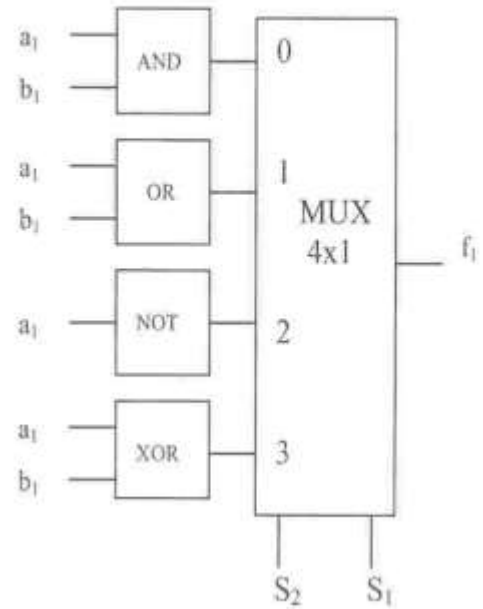 a₁
AND
b₁
0
a₁
OR
b₁
1
MUX
4x1
f₁
a₁
NOT
2
a₁
XOR
b₁
3
S₂
S₁